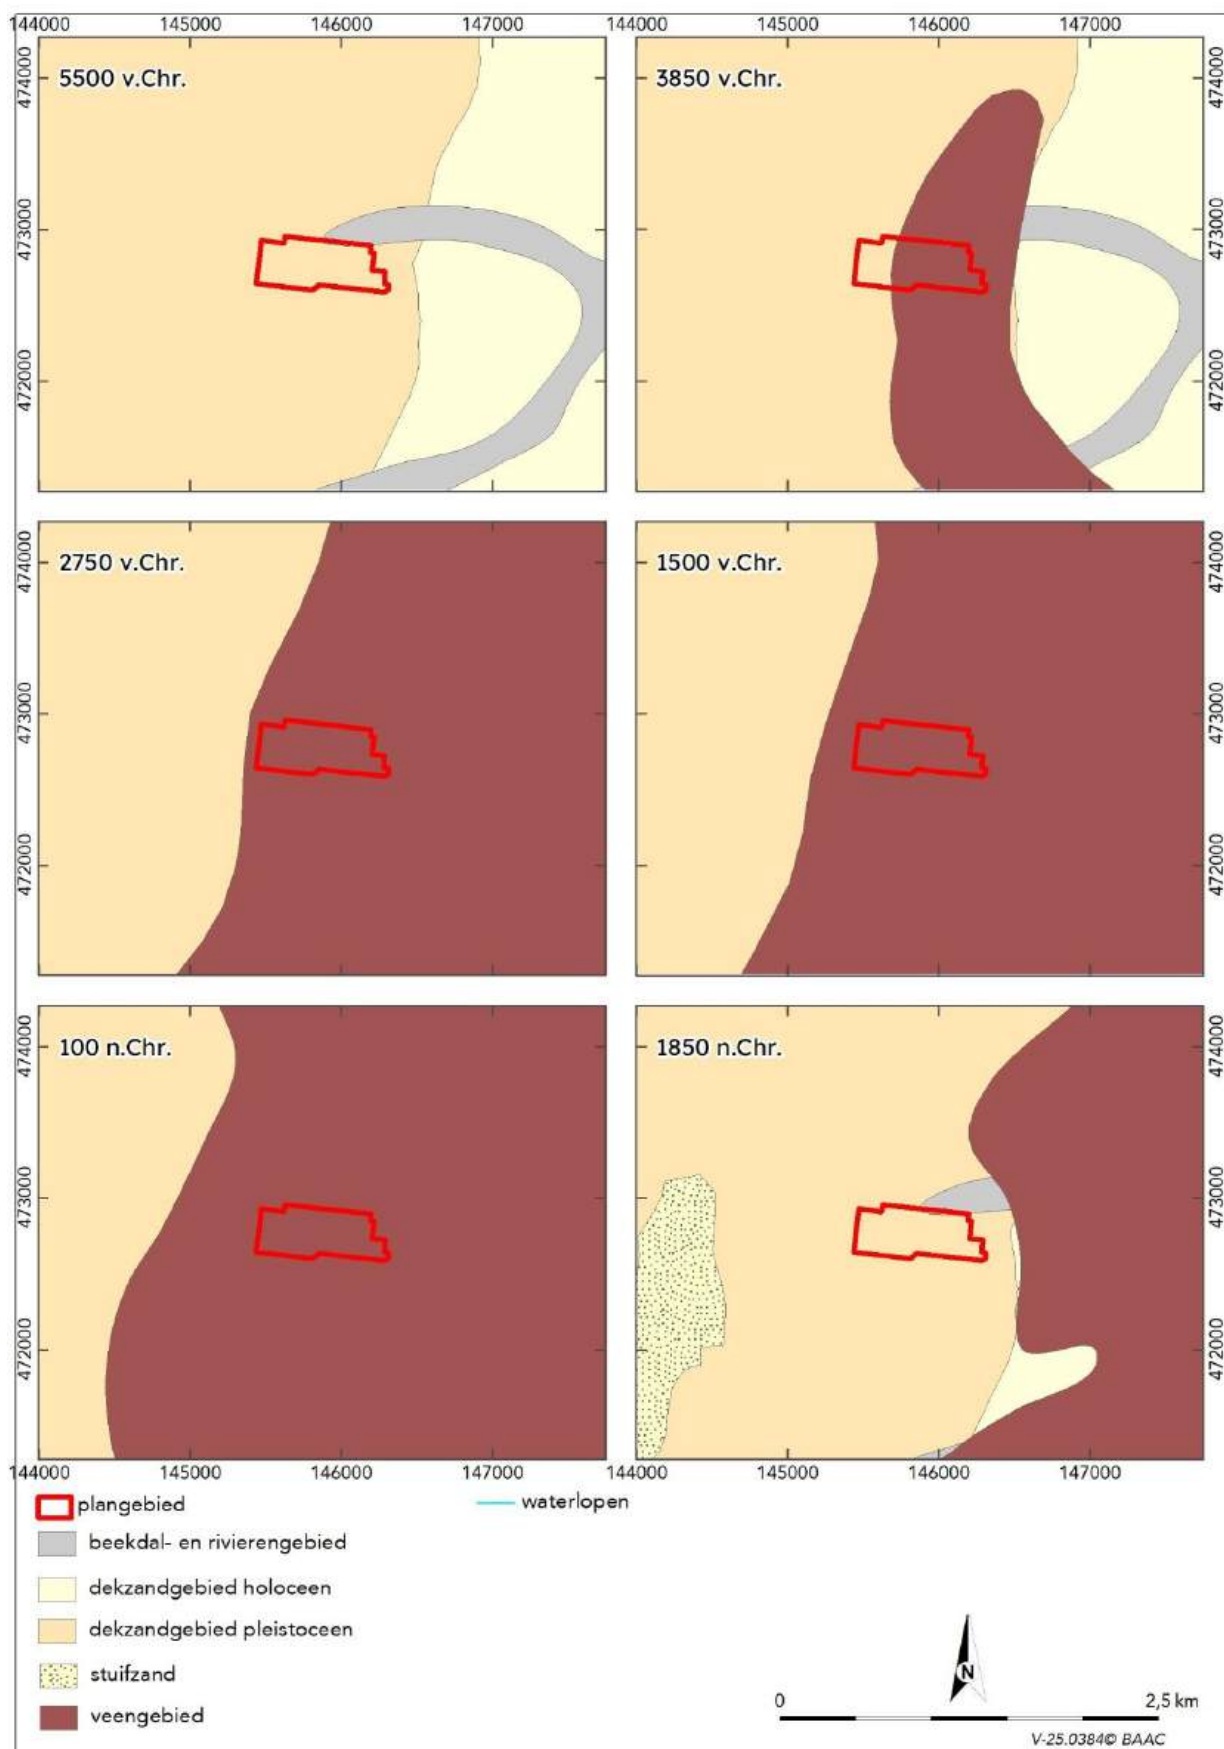 144000 145000 146000 147000 144000 145000 146000 147000
5500 v.Chr.
3850 v.Chr.
474000
473000
472000
474000
473000
472000
2750 v.Chr.
1500 v.Chr.
474000
473000
472000
474000
473000
472000
100 n.Chr.
1850 n.Chr.
474000
473000
472000
474000
473000
472000
144000 145000 146000 147000 144000 145000 146000 147000
plangebied
waterlopen
beekdal- en rivierengebied
dekzandgebied holoceen
dekzandgebied pleistoceen
stuifzand
veengebied
N
0 2,5 km
V-25.0384© BAAC